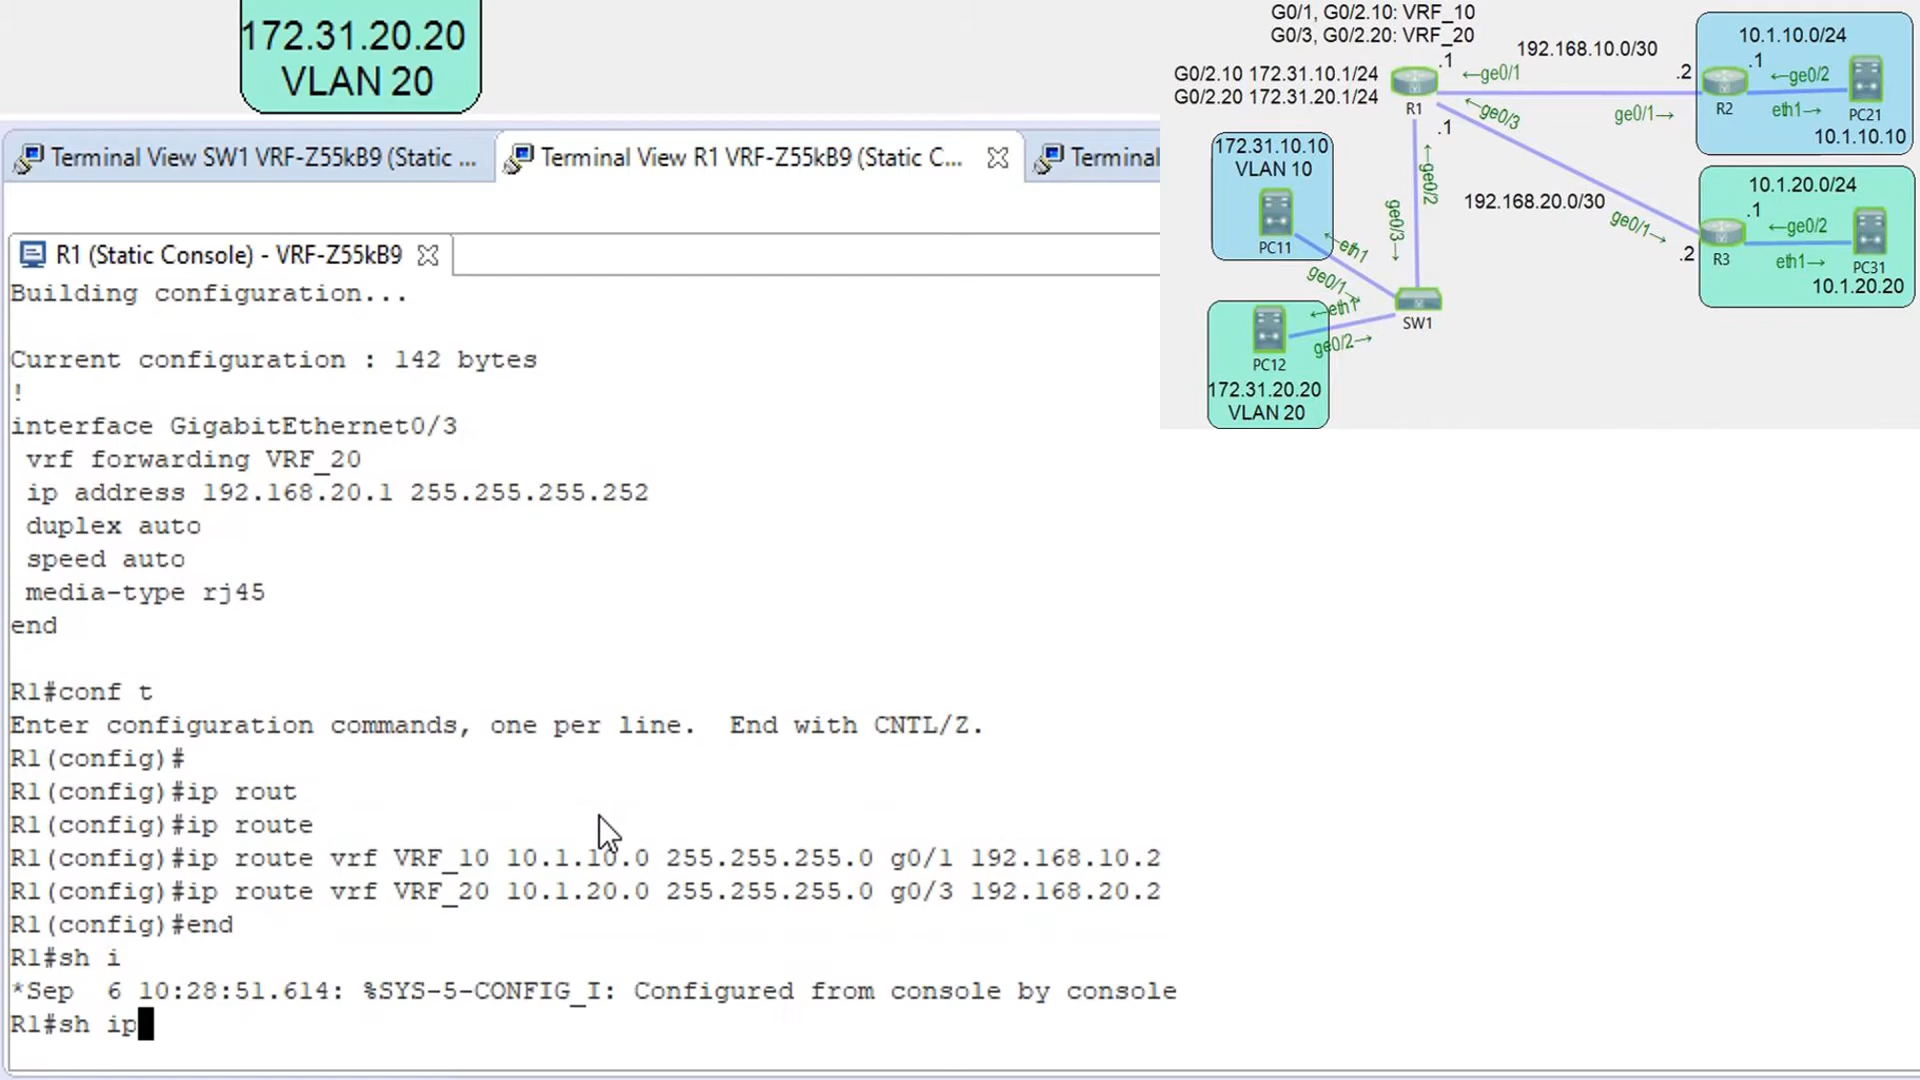 172.31.20.20
VLAN 20
G0/1, G0/2.10: VRF_10
G0/3, G0/2.20: VRF_20
G0/2.10 172.31.10.1/24
G0/2.20 172.31.20.1/24
.1
←ge0/1
R1
←ge0/3
.1
192.168.10.0/30
.2
ge0/1→
10.1.10.0/24
.1
←ge0/2
R2
eth1→
PC21
10.1.10.10
172.31.10.10
VLAN 10
PC11
←ge0/2
ge0/3→
192.168.20.0/30
ge0/1→
.2
10.1.20.0/24
.1
←ge0/2
R3
eth1→
PC31
10.1.20.20
←eth1
ge0/1→
←eth1
ge0/2→
SW1
PC12
172.31.20.20
VLAN 20
Terminal View SW1 VRF-Z55kB9 (Static ...
Terminal View R1 VRF-Z55kB9 (Static C...
Terminal
R1 (Static Console) - VRF-Z55kB9
Building configuration...
Current configuration : 142 bytes
!
interface GigabitEthernet0/3
vrf forwarding VRF_20
ip address 192.168.20.1 255.255.255.252
duplex auto
speed auto
media-type rj45
end
R1#conf t
Enter configuration commands, one per line.  End with CNTL/Z.
R1(config)#
R1(config)#ip rout
R1(config)#ip route
R1(config)#ip route vrf VRF_10 10.1.10.0 255.255.255.0 g0/1 192.168.10.2
R1(config)#ip route vrf VRF_20 10.1.20.0 255.255.255.0 g0/3 192.168.20.2
R1(config)#end
R1#sh i
*Sep  6 10:28:51.614: %SYS-5-CONFIG_I: Configured from console by console
R1#sh ip